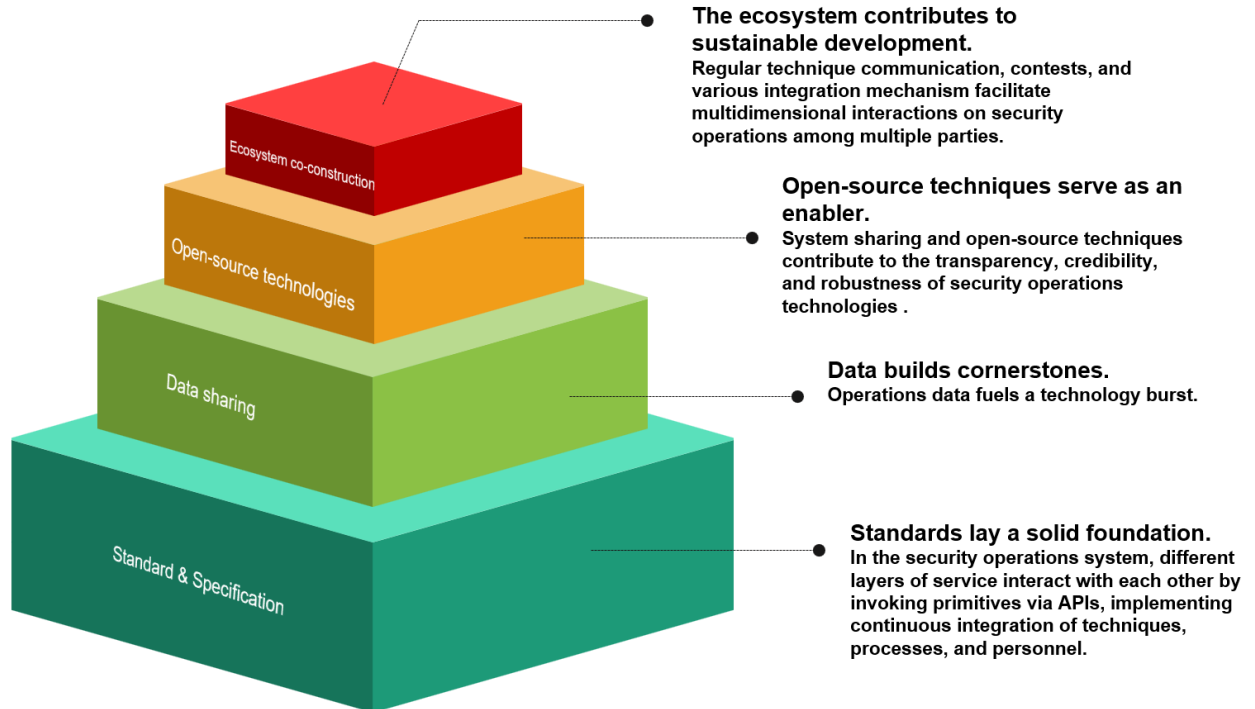 The ecosystem contributes to
sustainable development.
Regular technique communication, contests, and
various integration mechanism facilitate
multidimensional interactions on security
operations among multiple parties.
Ecosystem co-construction
Open-source techniques serve as an
enabler.
System sharing and open-source techniques
contribute to the transparency, credibility,
and robustness of security operations
technologies .
Open-source technologies
Data builds cornerstones.
Operations data fuels a technology burst.
Data sharing
Standards lay a solid foundation.
In the security operations system, different
layers of service interact with each other by
invoking primitives via APIs, implementing
continuous integration of techniques,
processes, and personnel.
Standard & Specification